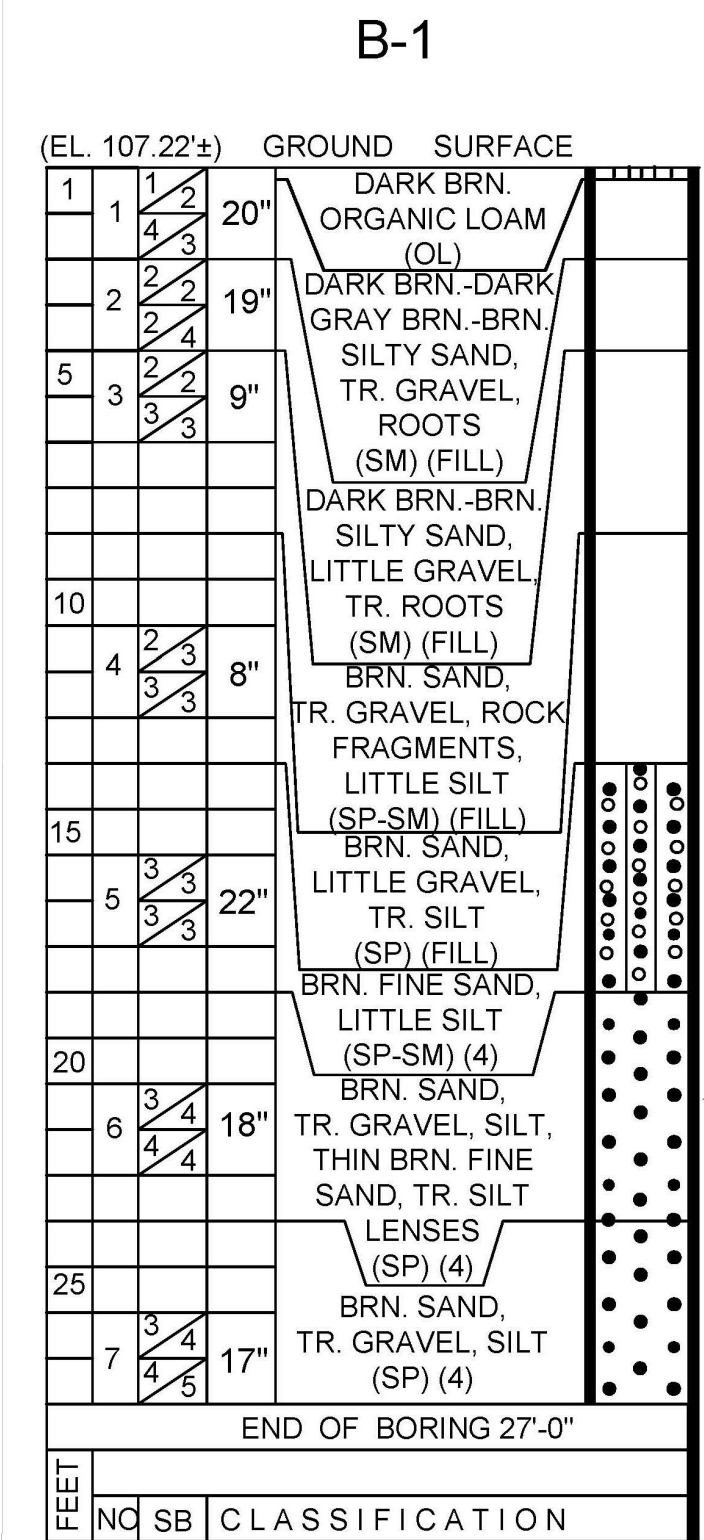 B-1
(EL. 107.22'±) GROUND SURFACE
1 1 1 2 20" DARK BRN.
4 3 ORGANIC LOAM
(OL)
2 2 2 19" DARK BRN.-DARK
2 4 GRAY BRN.-BRN.
SILTY SAND,
5 3 2 2 9" TR. GRAVEL,
3 3 ROOTS
(SM) (FILL)
DARK BRN.-BRN.
SILTY SAND,
LITTLE GRAVEL,
10 TR. ROOTS
(SM) (FILL)
4 2 3 8" BRN. SAND,
3 3 TR. GRAVEL, ROCK
FRAGMENTS,
LITTLE SILT
15 (SP-SM) (FILL)
BRN. SAND,
5 3 3 22" LITTLE GRAVEL,
3 3 TR. SILT
(SP) (FILL)
BRN. FINE SAND,
LITTLE SILT
20 (SP-SM) (4)
BRN. SAND,
6 3 4 18" TR. GRAVEL, SILT,
4 4 THIN BRN. FINE
SAND, TR. SILT
LENSES
25 (SP) (4)
BRN. SAND,
7 3 4 17" TR. GRAVEL, SILT
4 5 (SP) (4)
END OF BORING 27'-0"
FEET
NO SB CLASSIFICATION